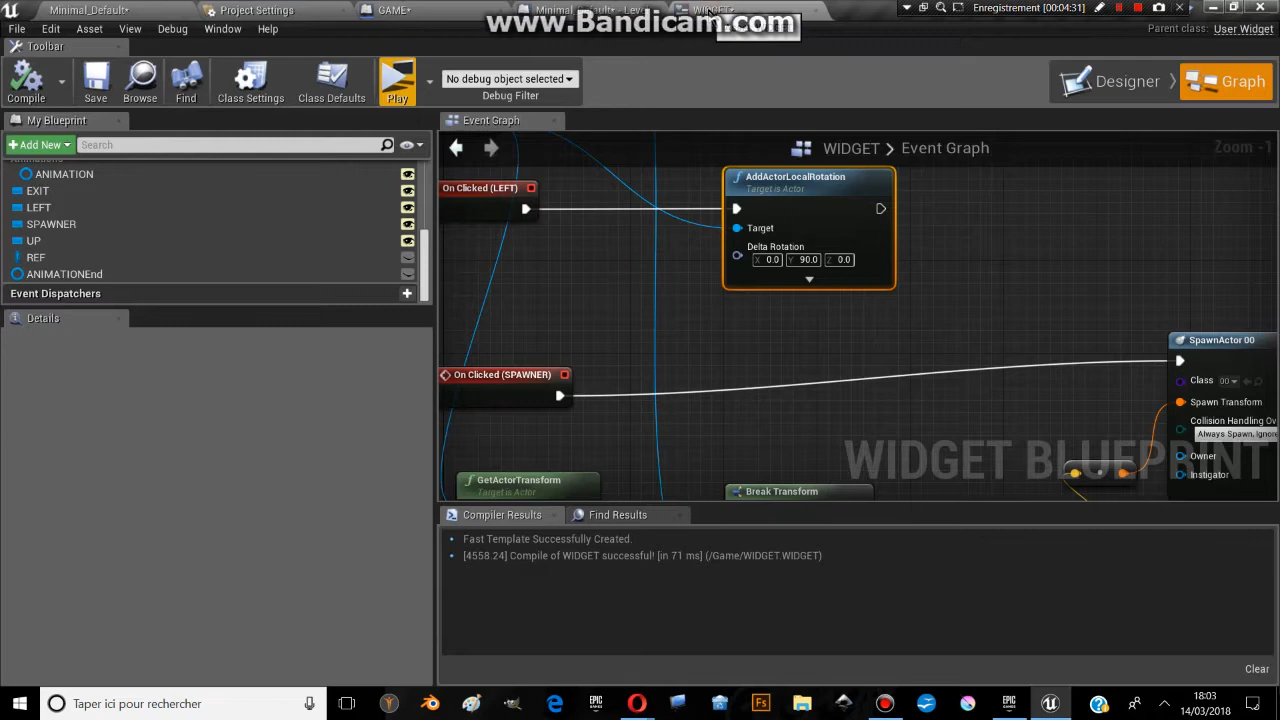 Minimal_Default*
Project Settings
GAME*
Minimal_Default* - Level
WIDGET*
www.Bandicam.com
Enregistrement [00:04:31]
File Edit Asset View Debug Window Help
Parent class: User Widget
Toolbar
Compile
Save
Browse
Find
Class Settings
Class Defaults
Play
No debug object selected
Debug Filter
Designer
Graph
My Blueprint
Add New
Search
ANIMATION
EXIT
LEFT
SPAWNER
UP
REF
ANIMATIONEnd
Event Dispatchers
Details
Event Graph
WIDGET > Event Graph
Zoom -1
On Clicked (LEFT)
AddActorLocalRotation
Target is Actor
Target
Delta Rotation
X 0.0 Y 90.0 Z 0.0
On Clicked (SPAWNER)
SpawnActor 00
Class 00
Spawn Transform
Collision Handling Ov
Always Spawn, Ignore
Owner
Instigator
GetActorTransform
Target is Actor
Break Transform
WIDGET BLUEPRINT
Compiler Results
Find Results
Fast Template Successfully Created.
[4558.24] Compile of WIDGET successful! [in 71 ms] (/Game/WIDGET.WIDGET)
Clear
Taper ici pour rechercher
18:03
14/03/2018